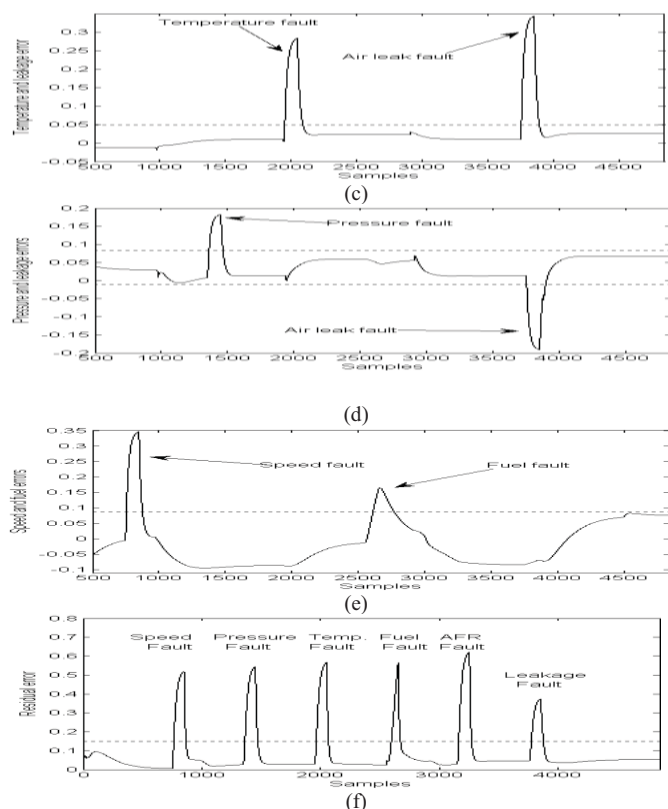 Temperature fault
Air leak fault
Temperature and leakage error
0.3
0.25
0.2
0.15
0.1
0.05
0
-0.05
500 1000 1500 2000 2500 3000 3500 4000 4500
Samples
(c)
Pressure fault
Air leak fault
Pressure and leakage errors
0.2
0.15
0.1
0.05
0
-0.05
-0.1
-0.15
-0.2
500 1000 1500 2000 2500 3000 3500 4000 4500
Samples
(d)
Speed fault
Fuel fault
Speed and fuel errors
0.35
0.3
0.25
0.2
0.15
0.1
0.05
0
-0.05
-0.1
500 1000 1500 2000 2500 3000 3500 4000 4500
Samples
(e)
Speed Fault
Pressure Fault
Temp. Fault
Fuel Fault
AFR Fault
Leakage Fault
Residual error
0.8
0.7
0.6
0.5
0.4
0.3
0.2
0.1
0
0 1000 2000 3000 4000
Samples
(f)